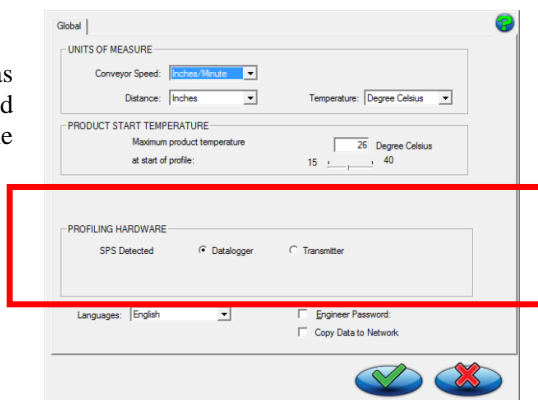 Global
UNITS OF MEASURE
Conveyor Speed: Inches/Minute
Distance: Inches Temperature: Degree Celsius
PRODUCT START TEMPERATURE
Maximum product temperature 26 Degree Celsius
at start of profile: 15 40
PROFILING HARDWARE
SPS Detected Datalogger Transmitter
Languages: English Engineer Password:
Copy Data to Network